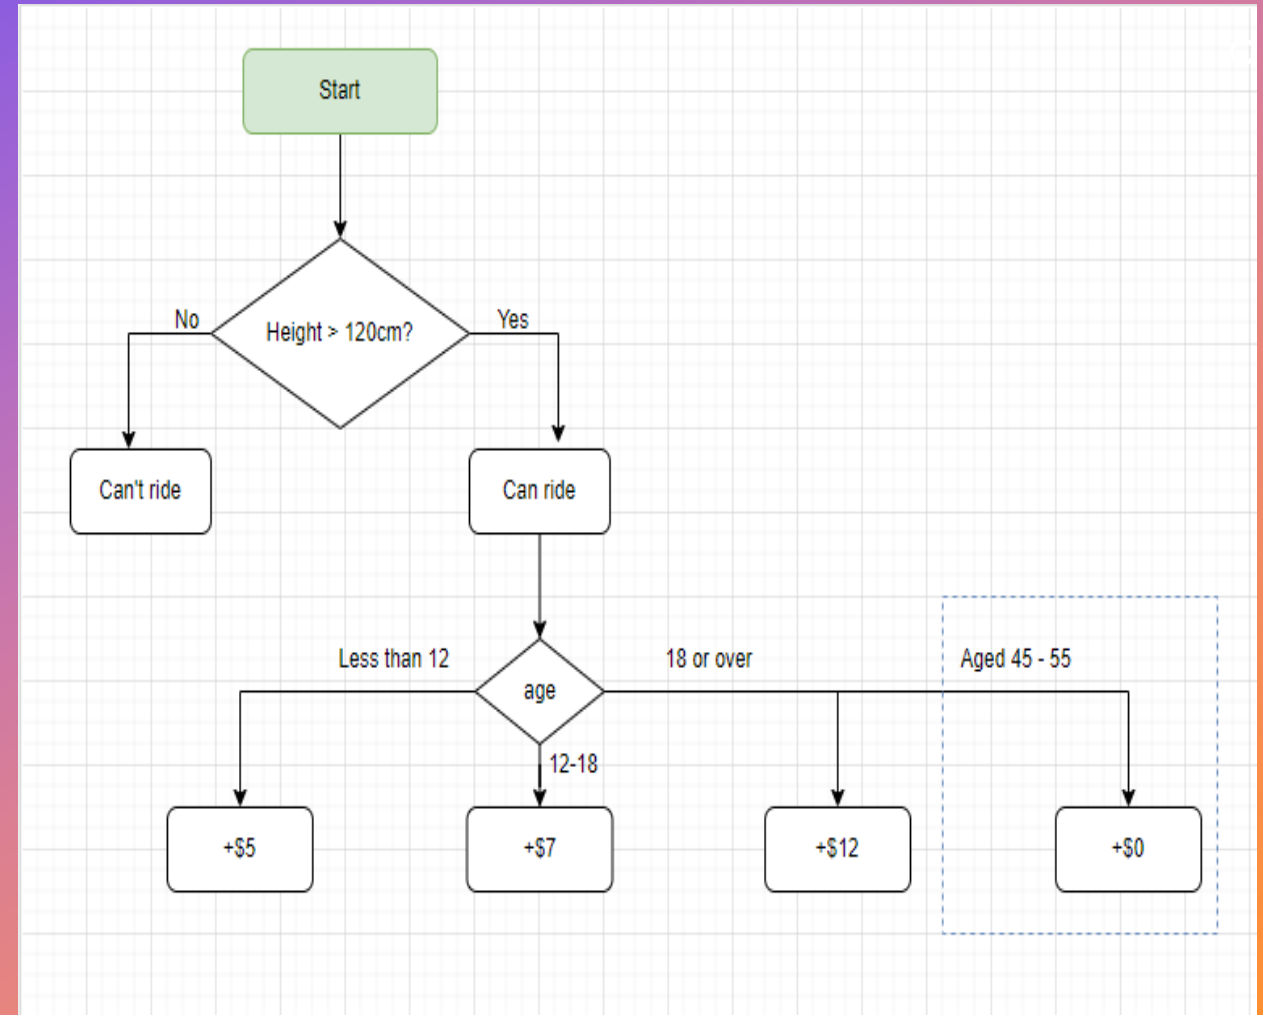 Start
Height > 120cm?
No
Yes
Can't ride
Can ride
Less than 12
age
18 or over
Aged 45 - 55
12-18
+$5
+$7
+$12
+$0